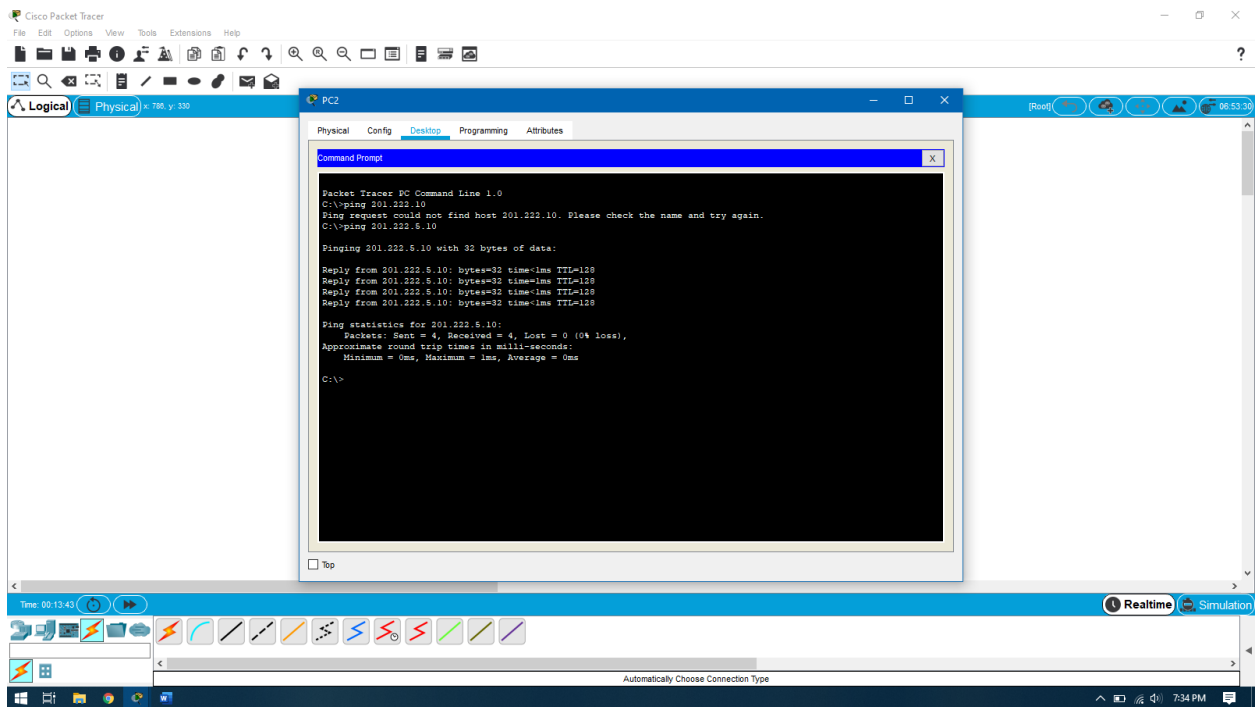 Cisco Packet Tracer
File Edit Options View Tools Extensions Help
?
Logical Physical x: 786, y: 330 [Root] 06:53:30
PC2
Physical Config Desktop Programming Attributes
Command Prompt X
Packet Tracer PC Command Line 1.0
C:\>ping 201.222.10
Ping request could not find host 201.222.10. Please check the name and try again.
C:\>ping 201.222.5.10
Pinging 201.222.5.10 with 32 bytes of data:
Reply from 201.222.5.10: bytes=32 time<1ms TTL=128
Reply from 201.222.5.10: bytes=32 time=1ms TTL=128
Reply from 201.222.5.10: bytes=32 time<1ms TTL=128
Reply from 201.222.5.10: bytes=32 time<1ms TTL=128
Ping statistics for 201.222.5.10:
Packets: Sent = 4, Received = 4, Lost = 0 (0% loss),
Approximate round trip times in milli-seconds:
Minimum = 0ms, Maximum = 1ms, Average = 0ms
C:\>
Top
Time: 00:13:43 Realtime Simulation
Automatically Choose Connection Type
7:34 PM